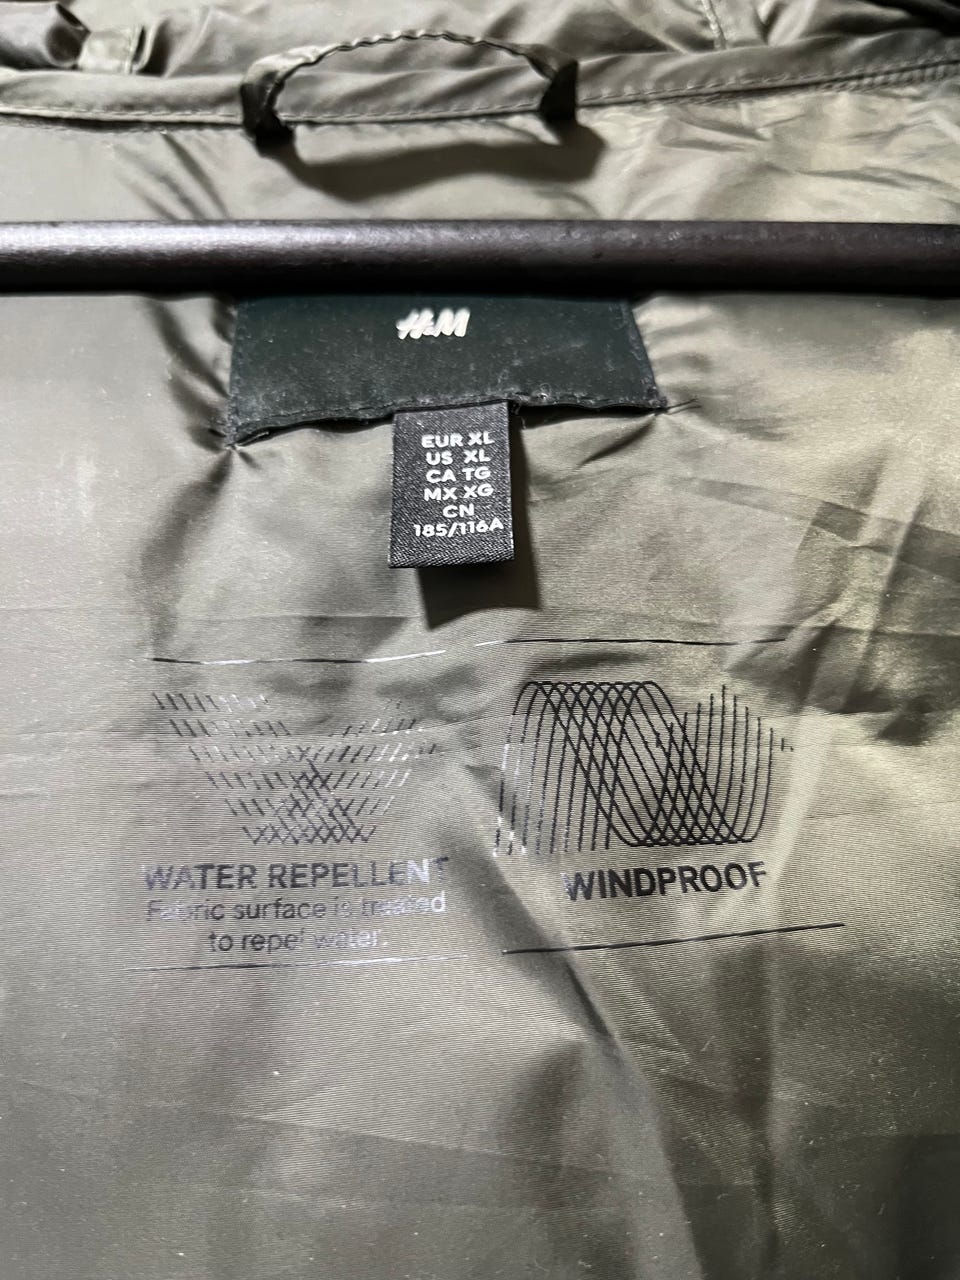 H&M
EUR XL
US XL
CA TG
MX XG
CN
185/116A
WATER REPELLENT
Fabric surface is treated
to repel water.
WINDPROOF